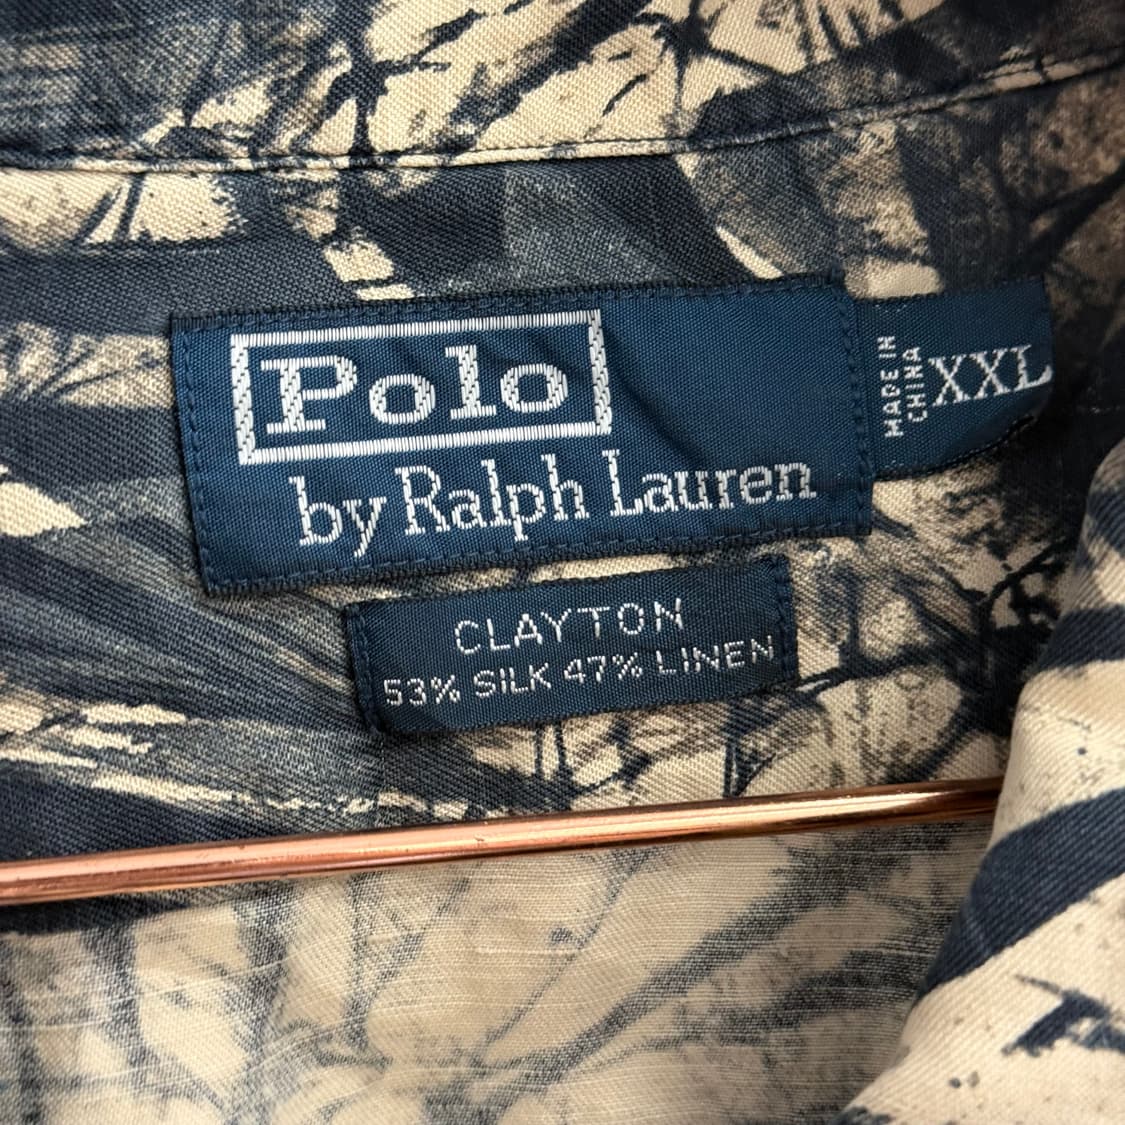 Polo
by Ralph Lauren
MADE IN
CHINA
XXL
CLAYTON
53% SILK 47% LINEN